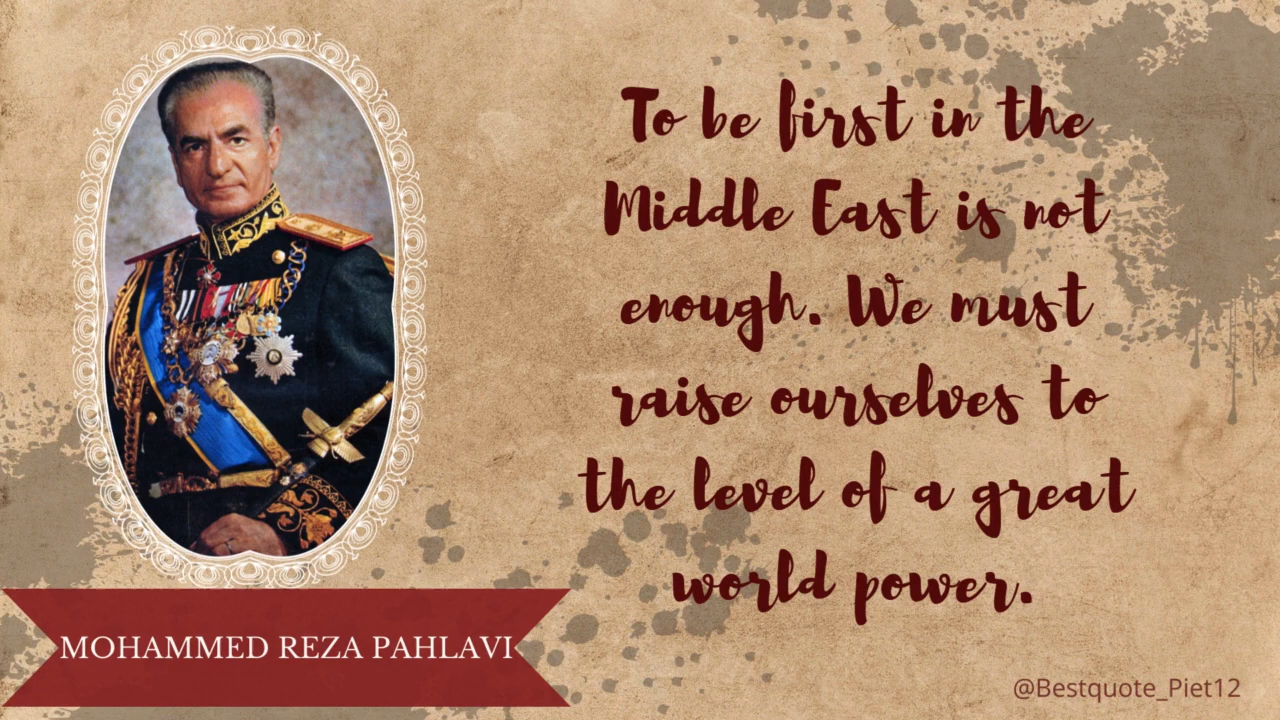 To be first in the
Middle East is not
enough. We must
raise ourselves to
the level of a great
world power.
MOHAMMED REZA PAHLAVI
@Bestquote_Piet12